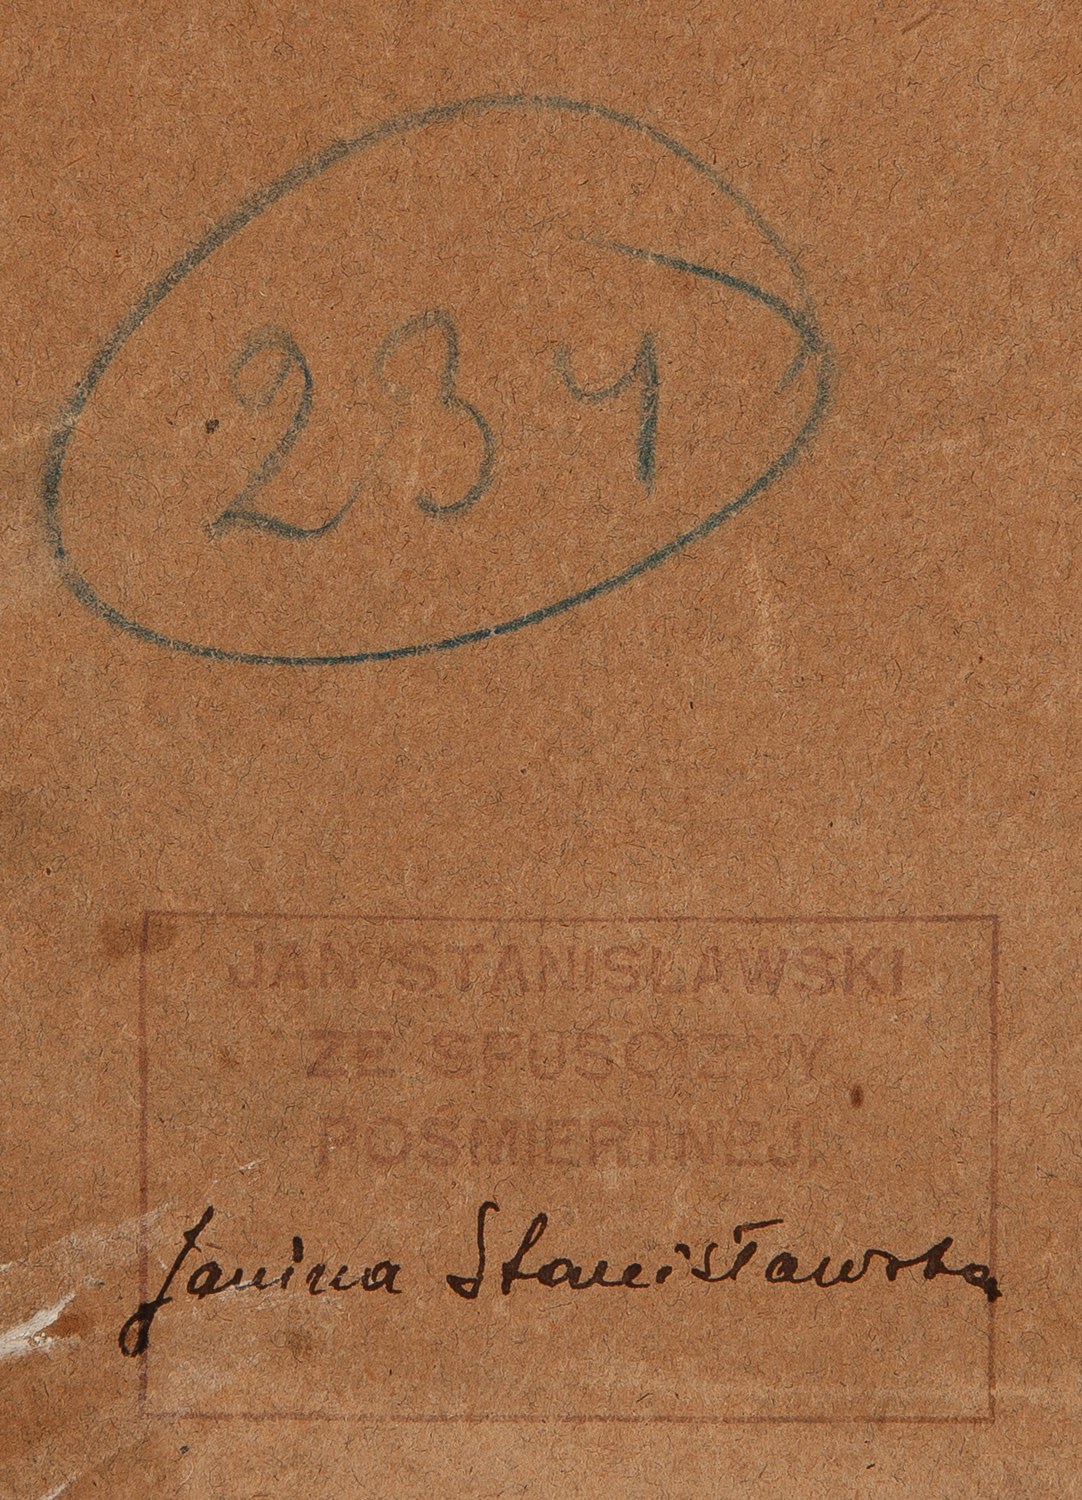 234
JAN STANISŁAWSKI
ZE SPUŚCIZNY
POŚMIERTNEJ.
Janina Stanisławska